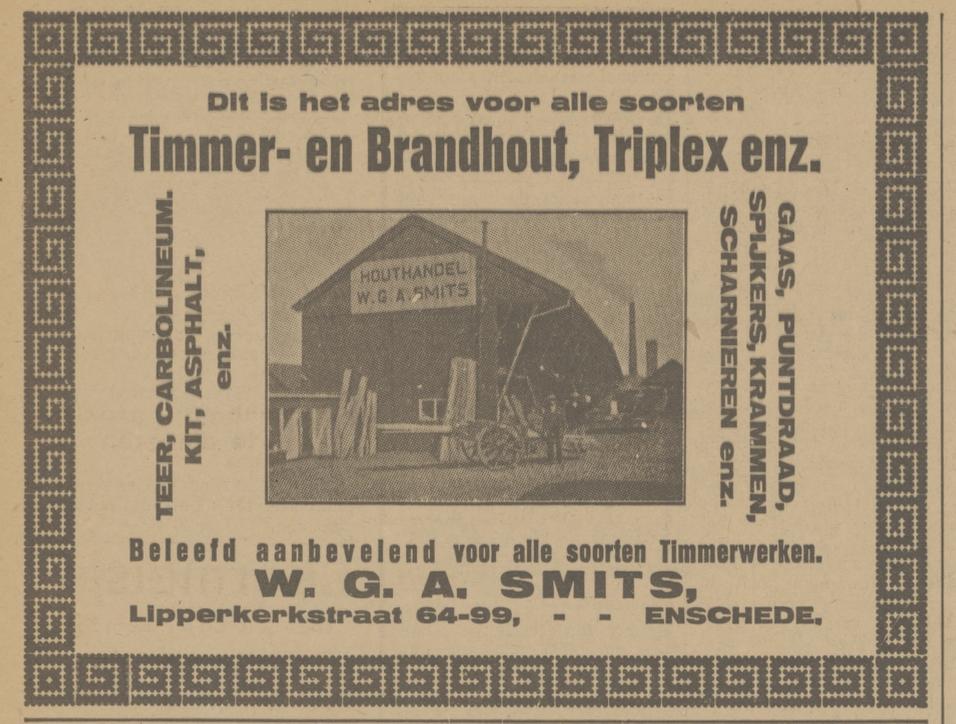 Dit is het adres voor alle soorten
Timmer- en Brandhout, Triplex enz.
TEER, CARBOLINEUM.
KIT, ASPHALT,
enz.
HOUTHANDEL
W. G. A. SMITS
GAAS, PUNTDRAAD,
SPIJKERS, KRAMMEN,
SCHARNIEREN enz.
Beleefd aanbevelend voor alle soorten Timmerwerken.
W. G. A. SMITS,
Lipperkerkstraat 64-99, - - ENSCHEDE.